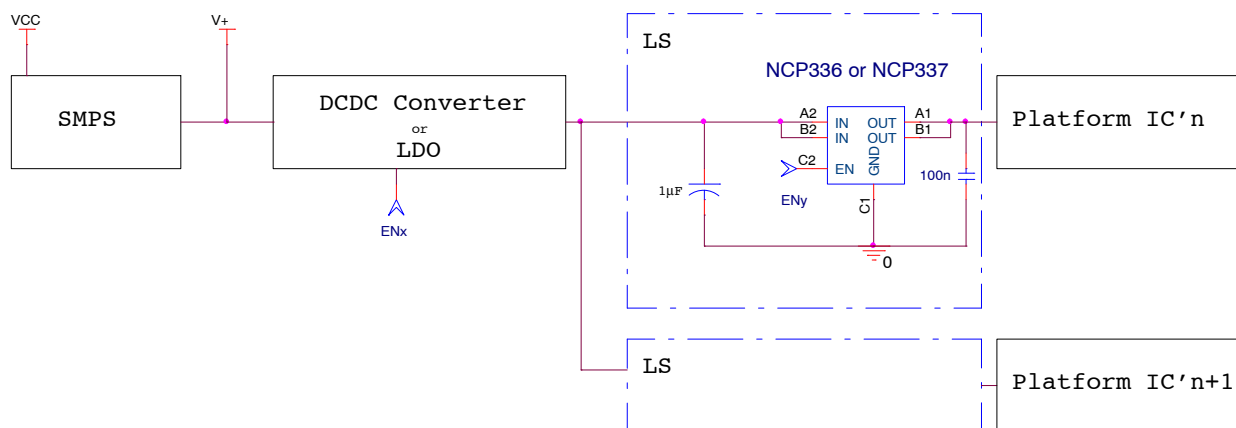 VCC
V+
LS
NCP336 or NCP337
SMPS
DCDC Converter
or
LDO
A2
B2
IN
IN
OUT
OUT
A1
B1
C2
EN
GND
C1
ENy
1µF
100n
0
ENx
Platform IC'n
LS
Platform IC'n+1